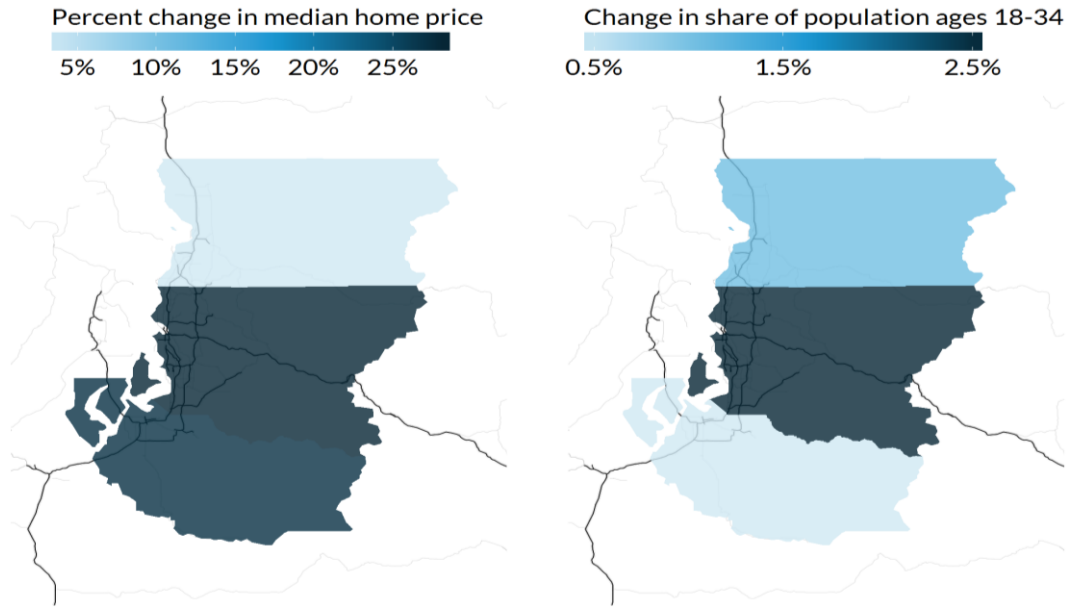 Percent change in median home price
5% 10% 15% 20% 25%
Change in share of population ages 18-34
0.5% 1.5% 2.5%